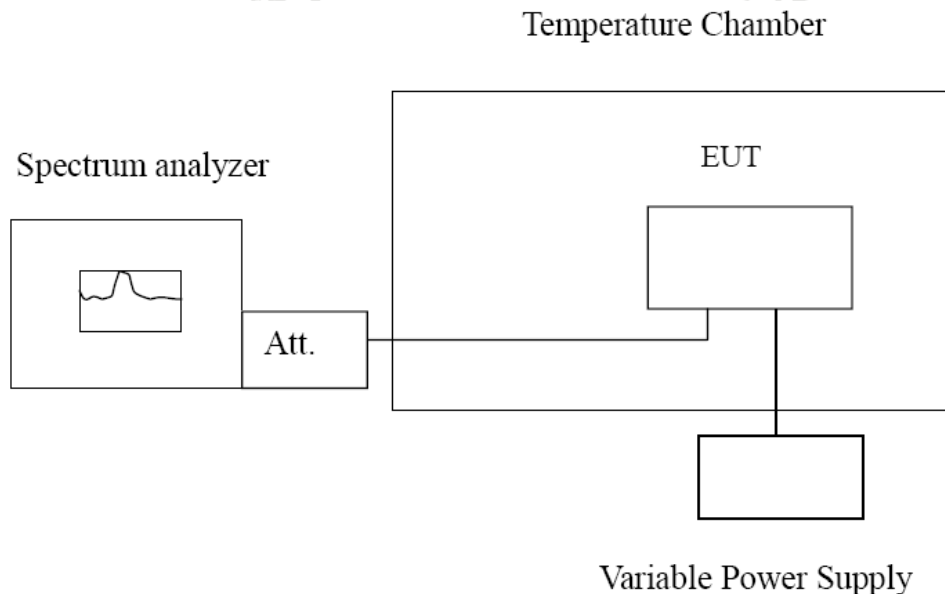 Temperature Chamber
Spectrum analyzer
EUT
Att.
Variable Power Supply